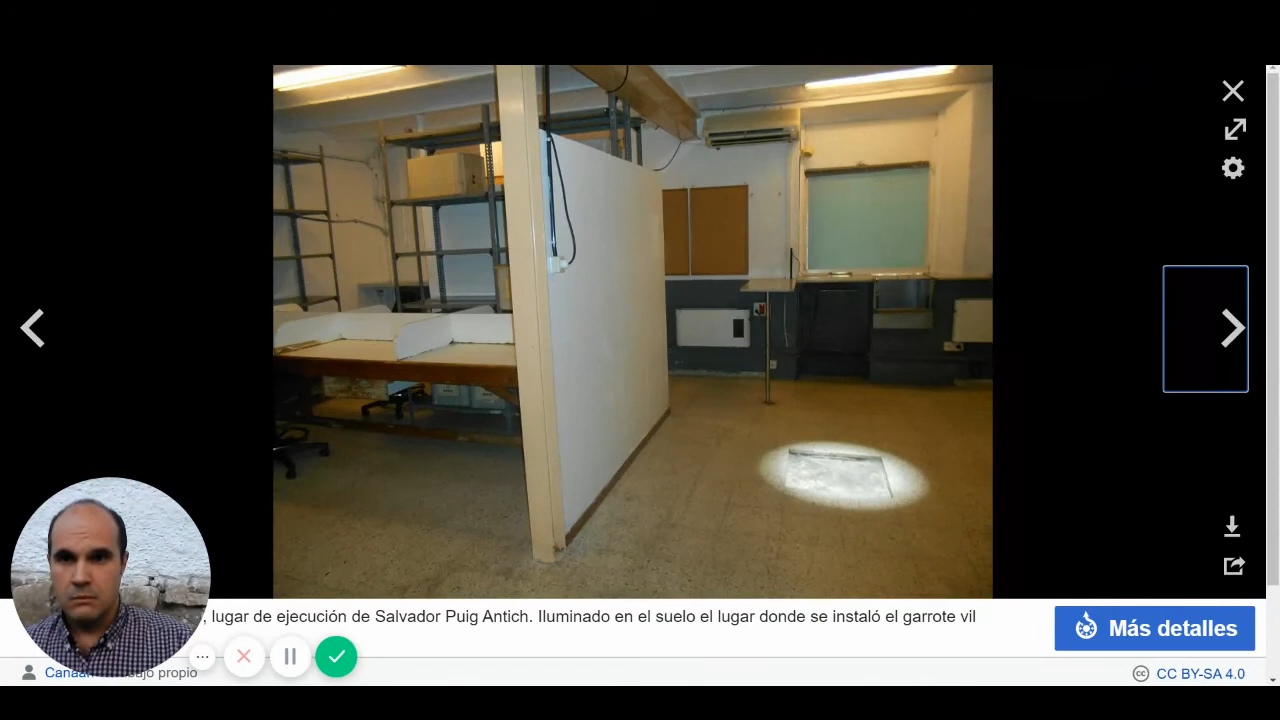 , lugar de ejecución de Salvador Puig Antich. Iluminado en el suelo el lugar donde se instaló el garrote vil
Más detalles
ajo propio
CC BY-SA 4.0